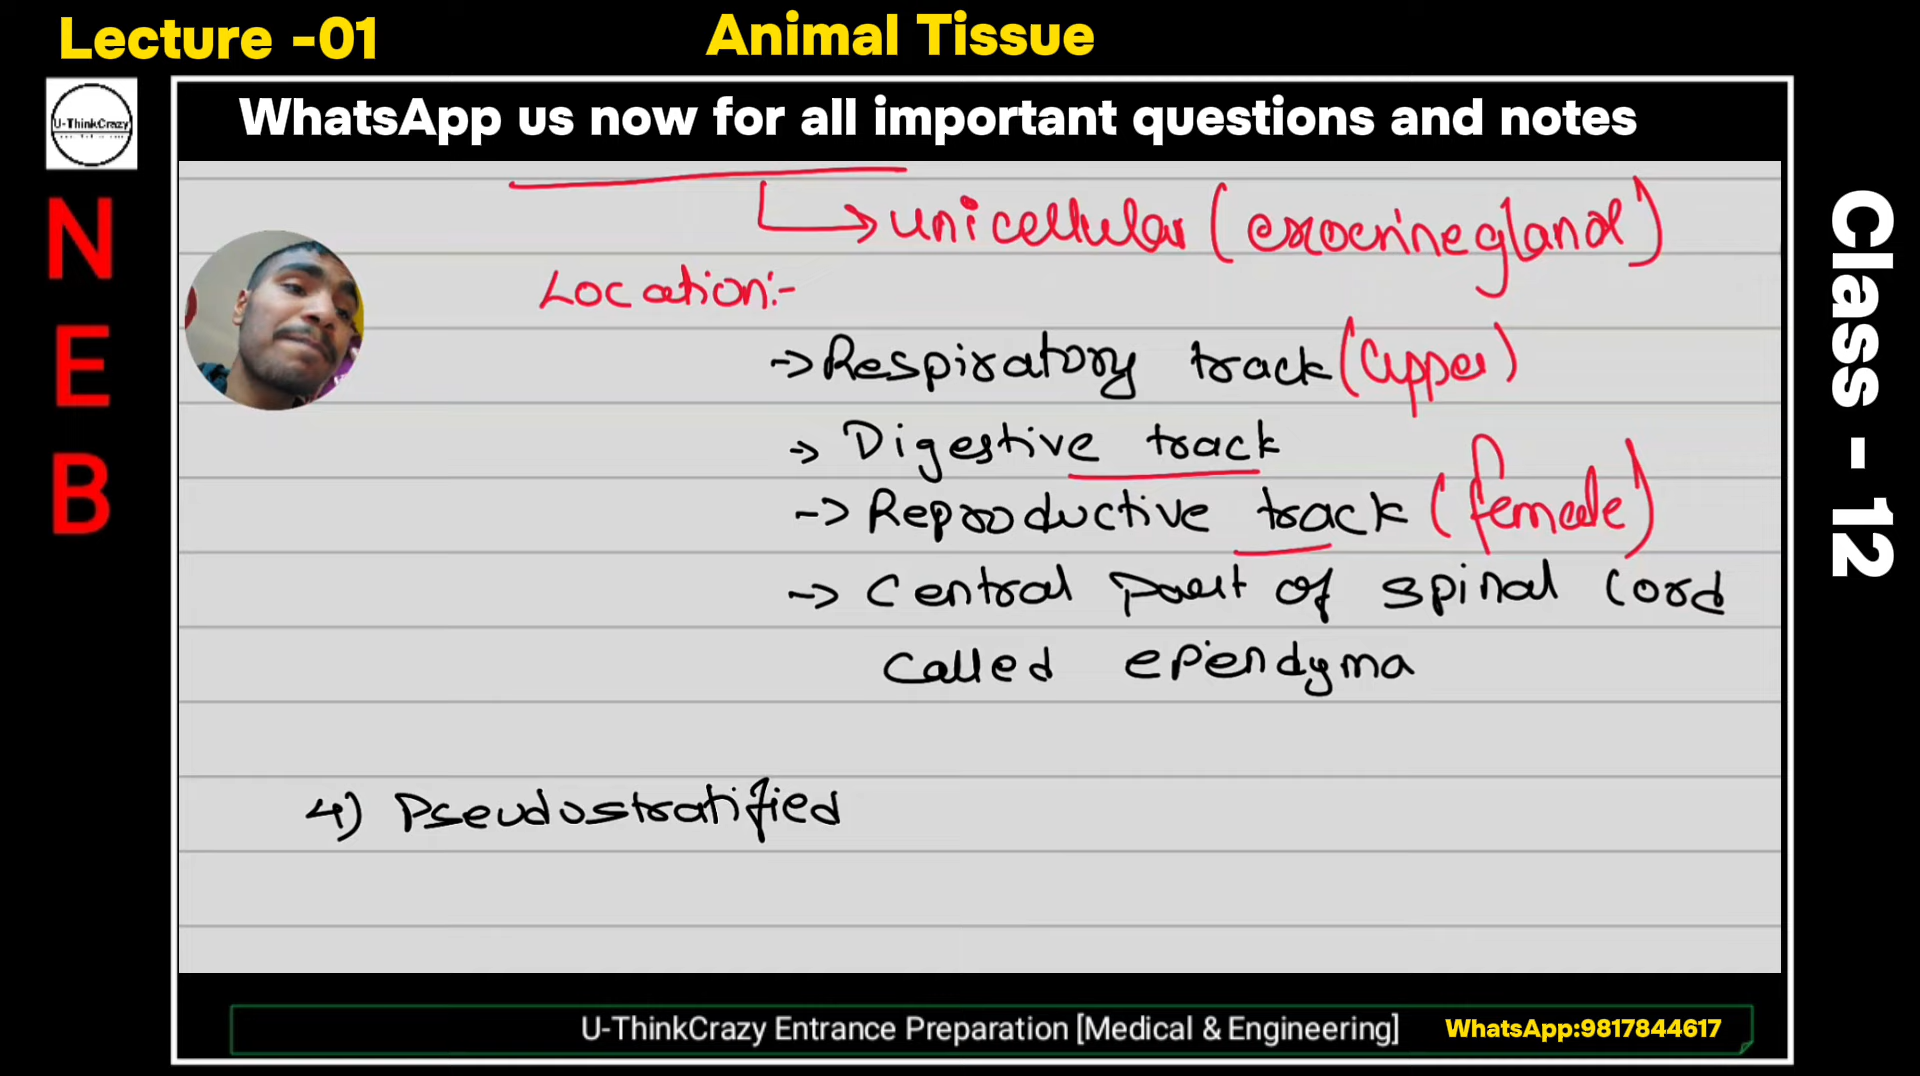 Lecture -01
Animal Tissue
U-ThinkCrazy
WhatsApp us now for all important questions and notes
N
E
B
Class - 12
→ unicellular (exocrine gland)
Location:-
→ Respiratory track (upper)
→ Digestive track
→ Reproductive track (female)
→ Central part of spinal cord
called ependyma
4) Pseudostratified
U-ThinkCrazy Entrance Preparation [Medical & Engineering]
WhatsApp:9817844617